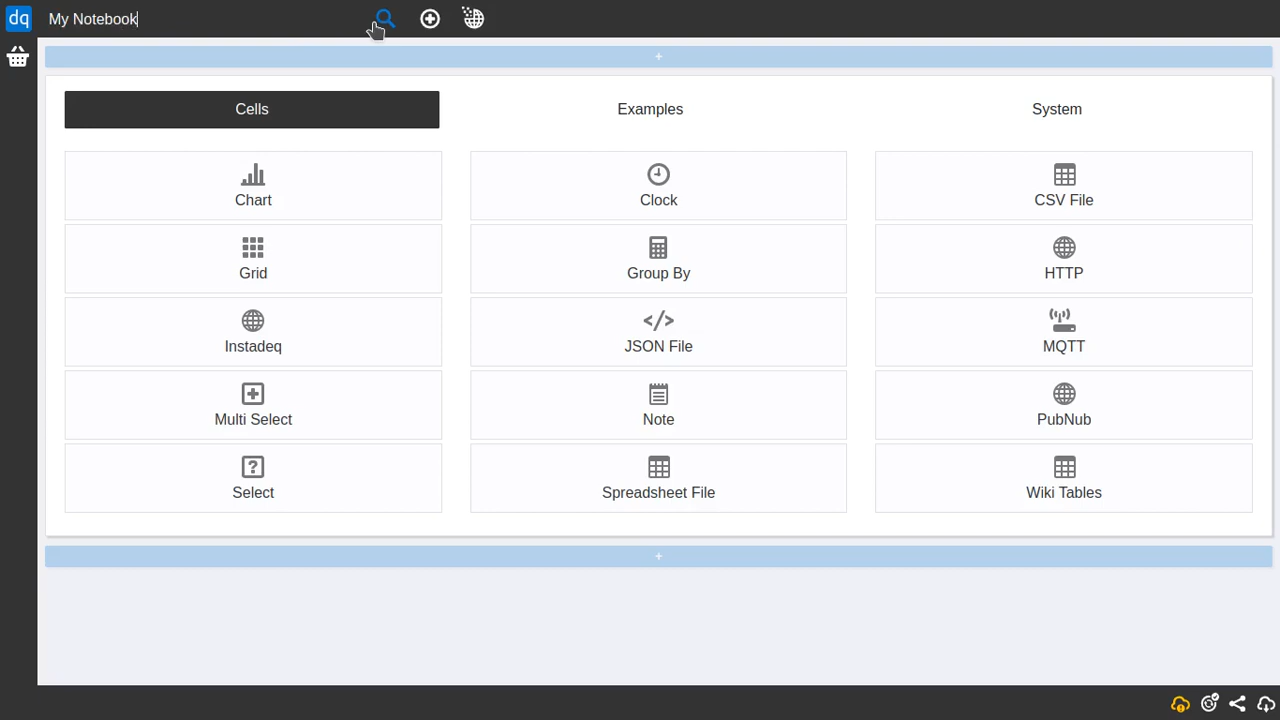 dq My Notebook
+
Cells Examples System
Chart Clock CSV File
Grid Group By HTTP
Instadeq JSON File MQTT
Multi Select Note PubNub
Select Spreadsheet File Wiki Tables
+